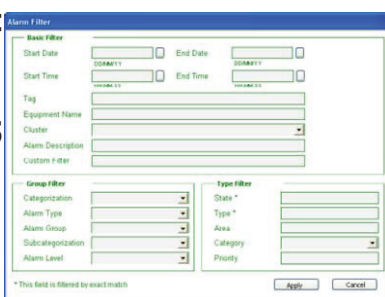 Alarm Filter
Basic Filter
Start Date End Date
DD/MM/YY DD/MM/YY
Start Time End Time
Tag
Equipment Name
Cluster
Alarm Description
Custom Filter
Group Filter Type Filter
Categorization State *
Alarm Type Type *
Alarm Group Area
Subcategorization Category
Alarm Level Priority
* This field is filtered by exact match Apply Cancel